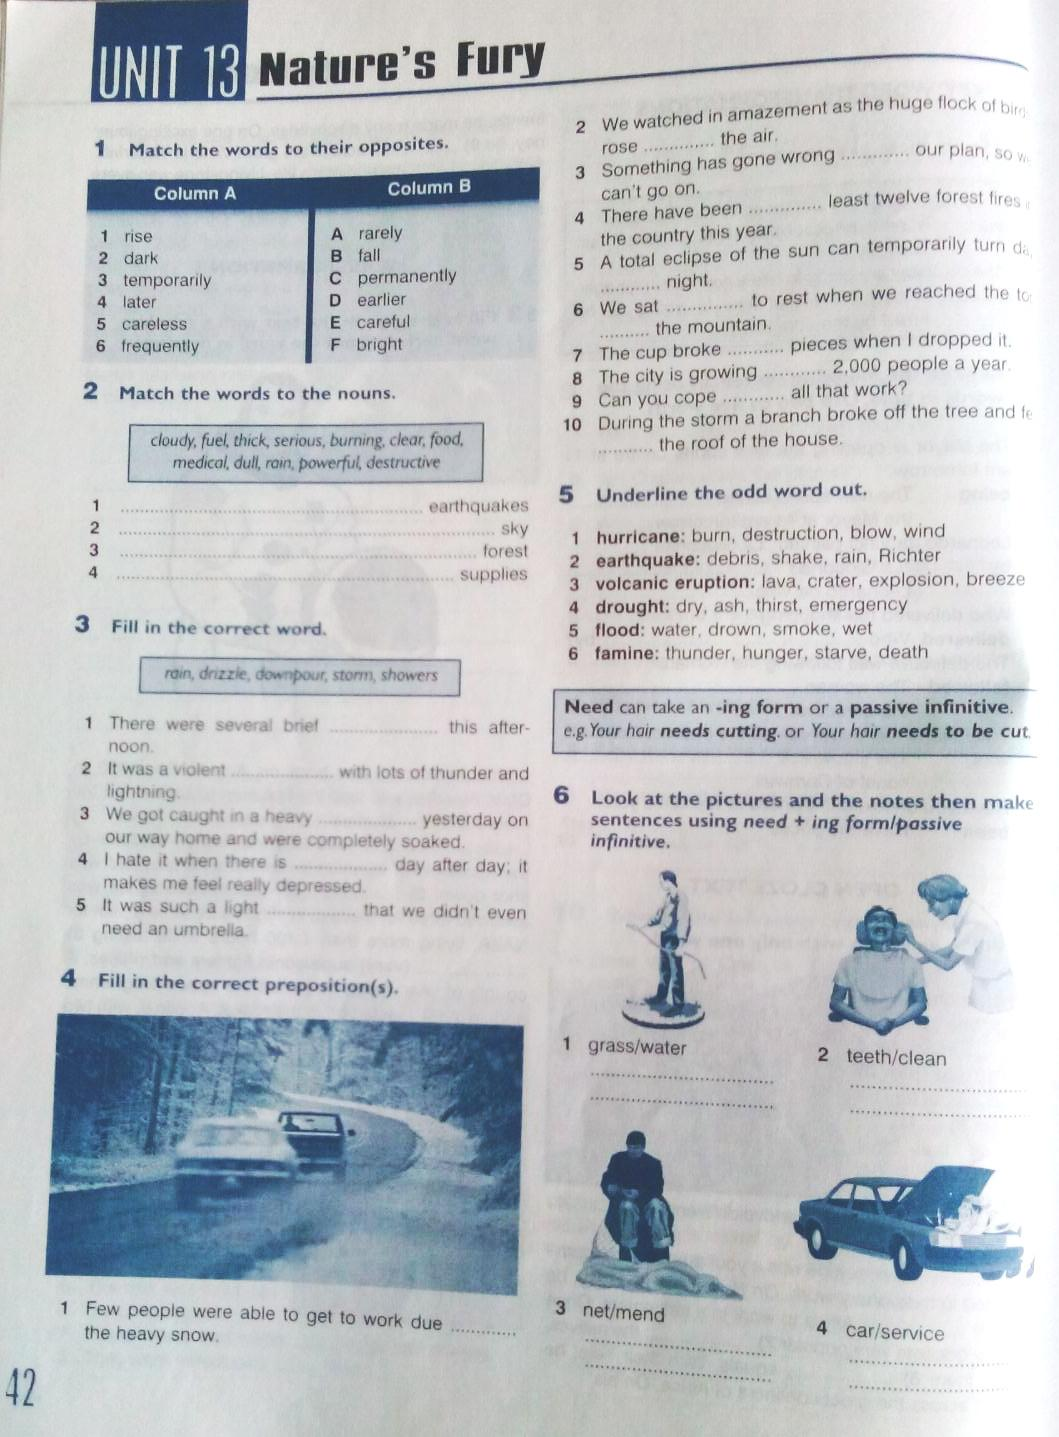 UNIT 13 Nature's Fury
1 Match the words to their opposites.
Column A Column B
1 rise A rarely
2 dark B fall
3 temporarily C permanently
4 later D earlier
5 careless E careful
6 frequently F bright
2 Match the words to the nouns.
cloudy, fuel, thick, serious, burning, clear, food,
medical, dull, rain, powerful, destructive
1 .......... earthquakes
2 .......... sky
3 .......... forest
4 .......... supplies
3 Fill in the correct word.
rain, drizzle, downpour, storm, showers
1 There were several brief .......... this after-
noon.
2 It was a violent .......... with lots of thunder and
lightning.
3 We got caught in a heavy .......... yesterday on
our way home and were completely soaked.
4 I hate it when there is .......... day after day; it
makes me feel really depressed.
5 It was such a light .......... that we didn't even
need an umbrella.
4 Fill in the correct preposition(s).
1 Few people were able to get to work due ..........
the heavy snow.
42
2 We watched in amazement as the huge flock of
rose .......... the air.
3 Something has gone wrong .......... our plan, so
can't go on.
4 There have been .......... least twelve forest fires
the country this year.
5 A total eclipse of the sun can temporarily turn
.......... night.
6 We sat .......... to rest when we reached the
.......... the mountain.
7 The cup broke .......... pieces when I dropped it.
8 The city is growing .......... 2,000 people a year.
9 Can you cope .......... all that work?
10 During the storm a branch broke off the tree and
.......... the roof of the house.
5 Underline the odd word out.
1 hurricane: burn, destruction, blow, wind
2 earthquake: debris, shake, rain, Richter
3 volcanic eruption: lava, crater, explosion, breeze
4 drought: dry, ash, thirst, emergency
5 flood: water, drown, smoke, wet
6 famine: thunder, hunger, starve, death
Need can take an -ing form or a passive infinitive.
e.g. Your hair needs cutting. or Your hair needs to be cut.
6 Look at the pictures and the notes then make
sentences using need + ing form/passive
infinitive.
1 grass/water
2 teeth/clean
3 net/mend
4 car/service